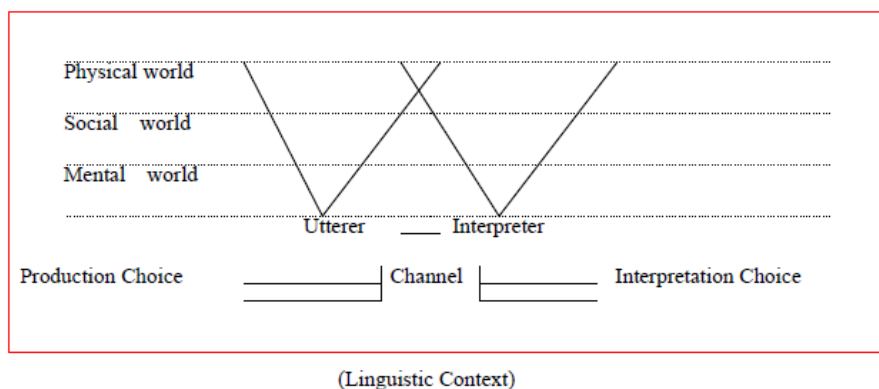 Physical world
Social world
Mental world
Utterer Interpreter
Production Choice Channel Interpretation Choice
(Linguistic Context)